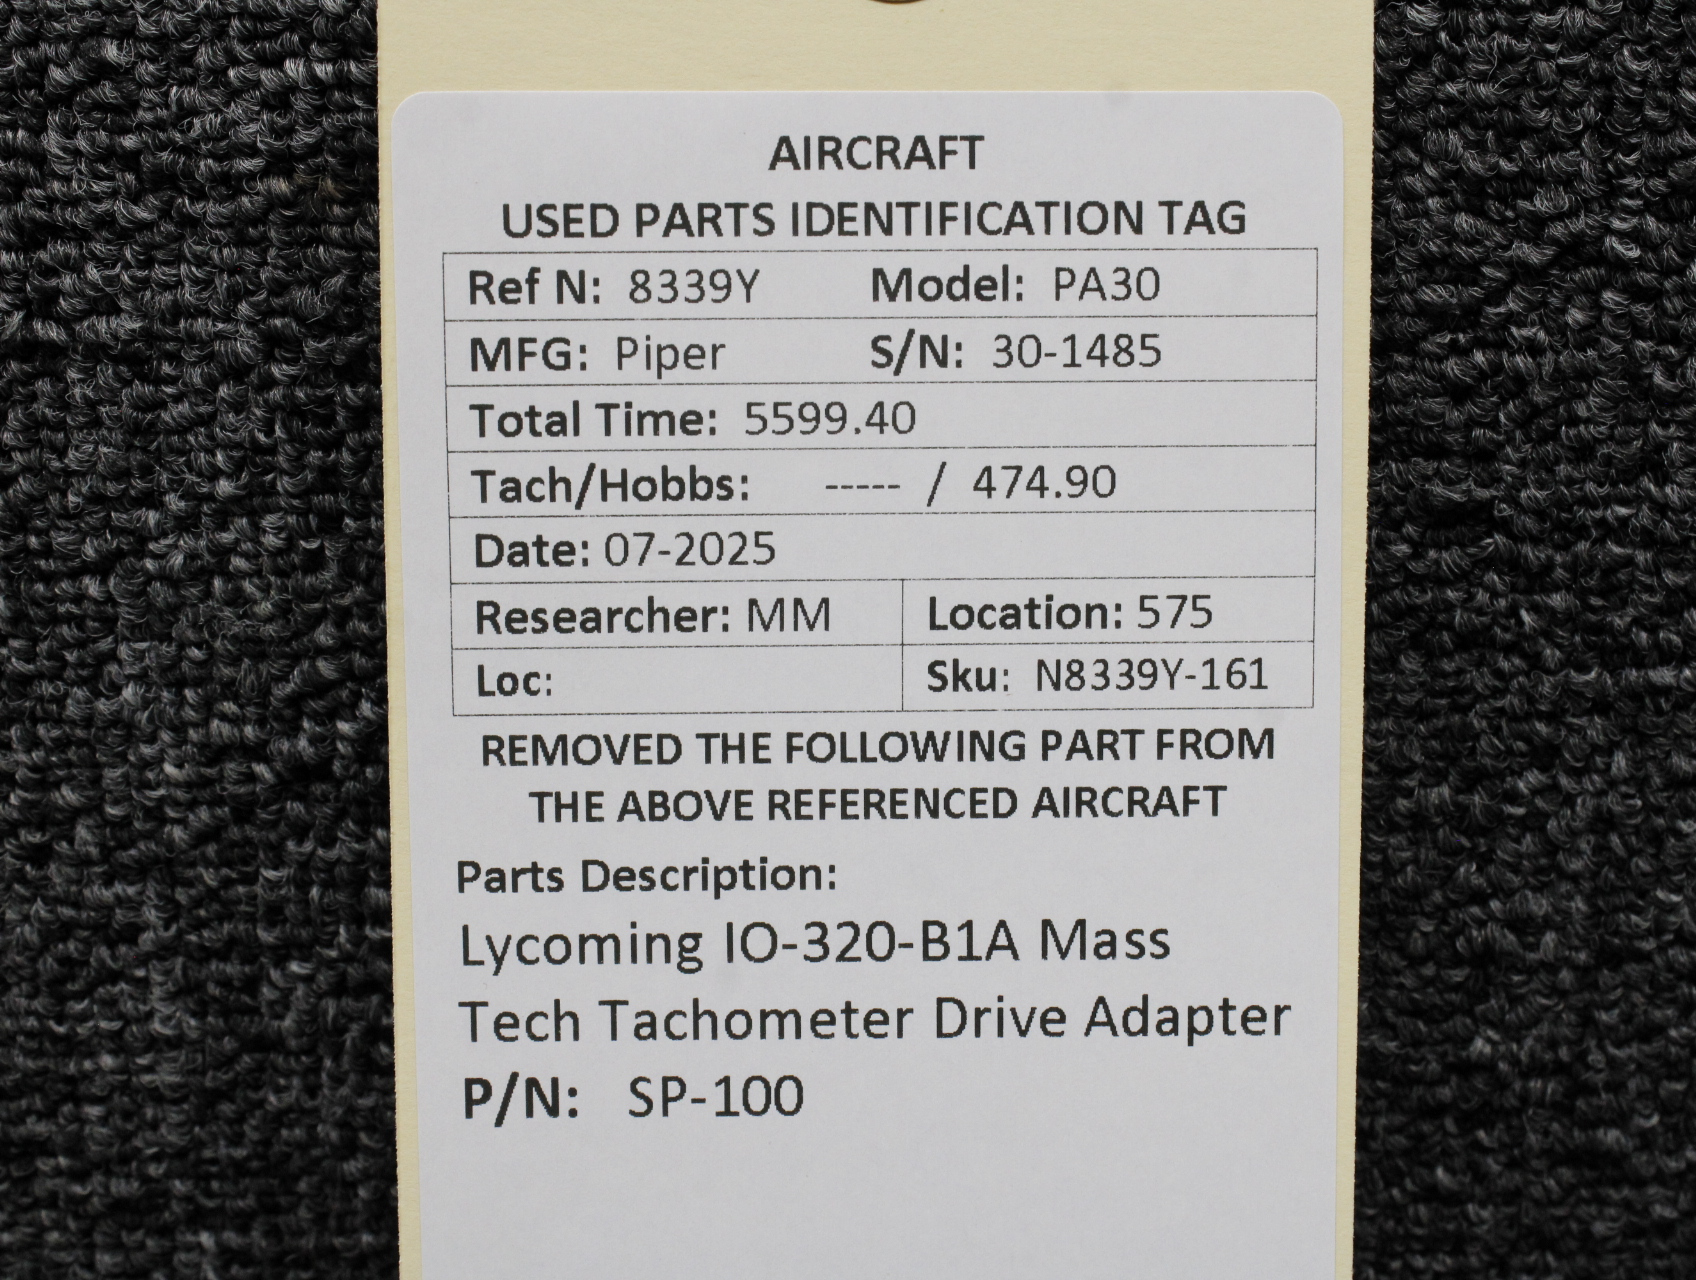 AIRCRAFT
USED PARTS IDENTIFICATION TAG
Ref N: 8339Y Model: PA30
MFG: Piper S/N: 30-1485
Total Time: 5599.40
Tach/Hobbs: ----- / 474.90
Date: 07-2025
Researcher: MM Location: 575
Loc: Sku: N8339Y-161
REMOVED THE FOLLOWING PART FROM
THE ABOVE REFERENCED AIRCRAFT
Parts Description:
Lycoming IO-320-B1A Mass
Tech Tachometer Drive Adapter
P/N: SP-100